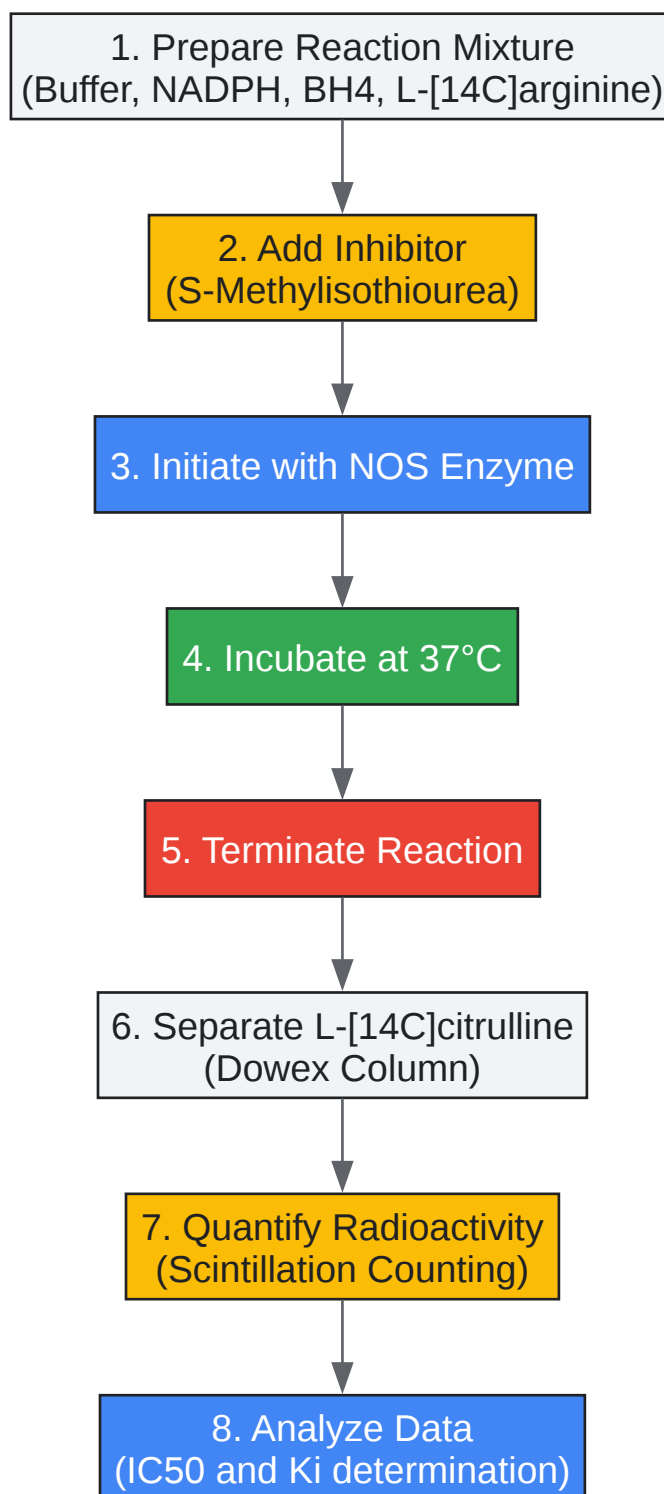 1. Prepare Reaction Mixture
(Buffer, NADPH, BH4, L-[14C]arginine)
2. Add Inhibitor
(S-Methylisothiourea)
3. Initiate with NOS Enzyme
4. Incubate at 37°C
5. Terminate Reaction
6. Separate L-[14C]citrulline
(Dowex Column)
7. Quantify Radioactivity
(Scintillation Counting)
8. Analyze Data
(IC50 and Ki determination)